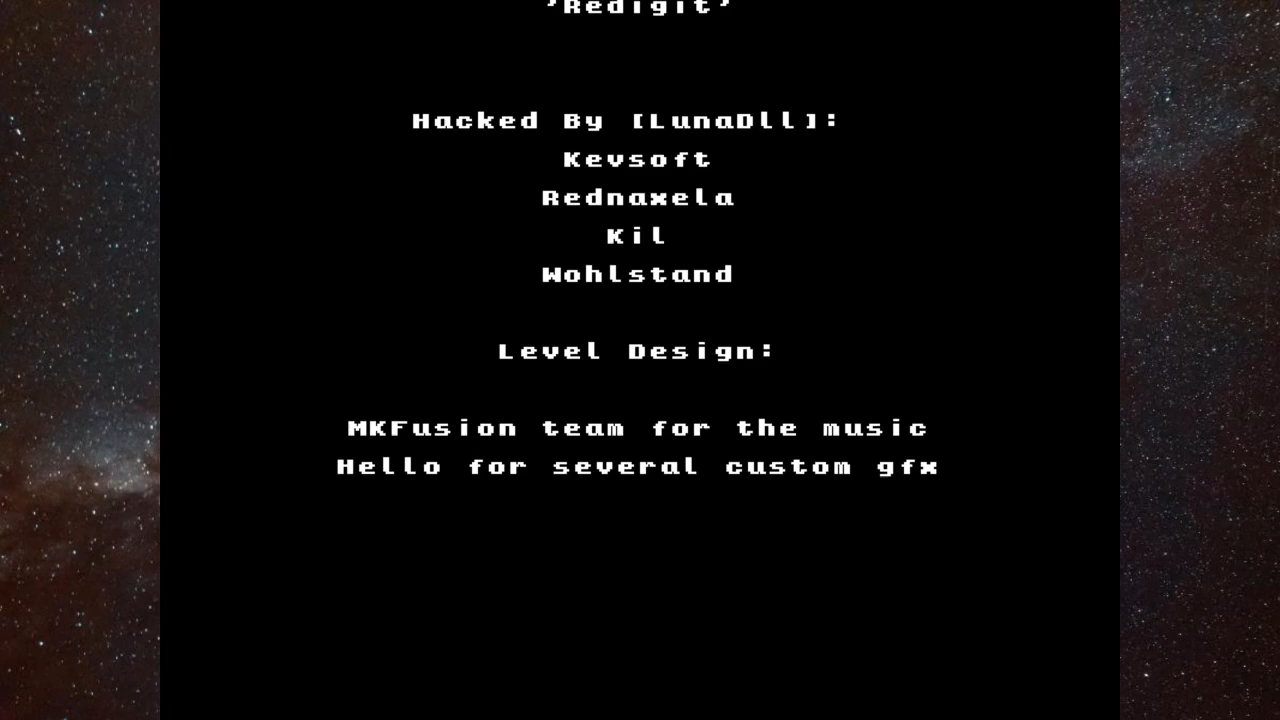 'Redigit'
Hacked By [LunaDll]:
Kevsoft
Rednaxela
Kil
Wohlstand
Level Design:
MKFusion team for the music
Hello for several custom gfx